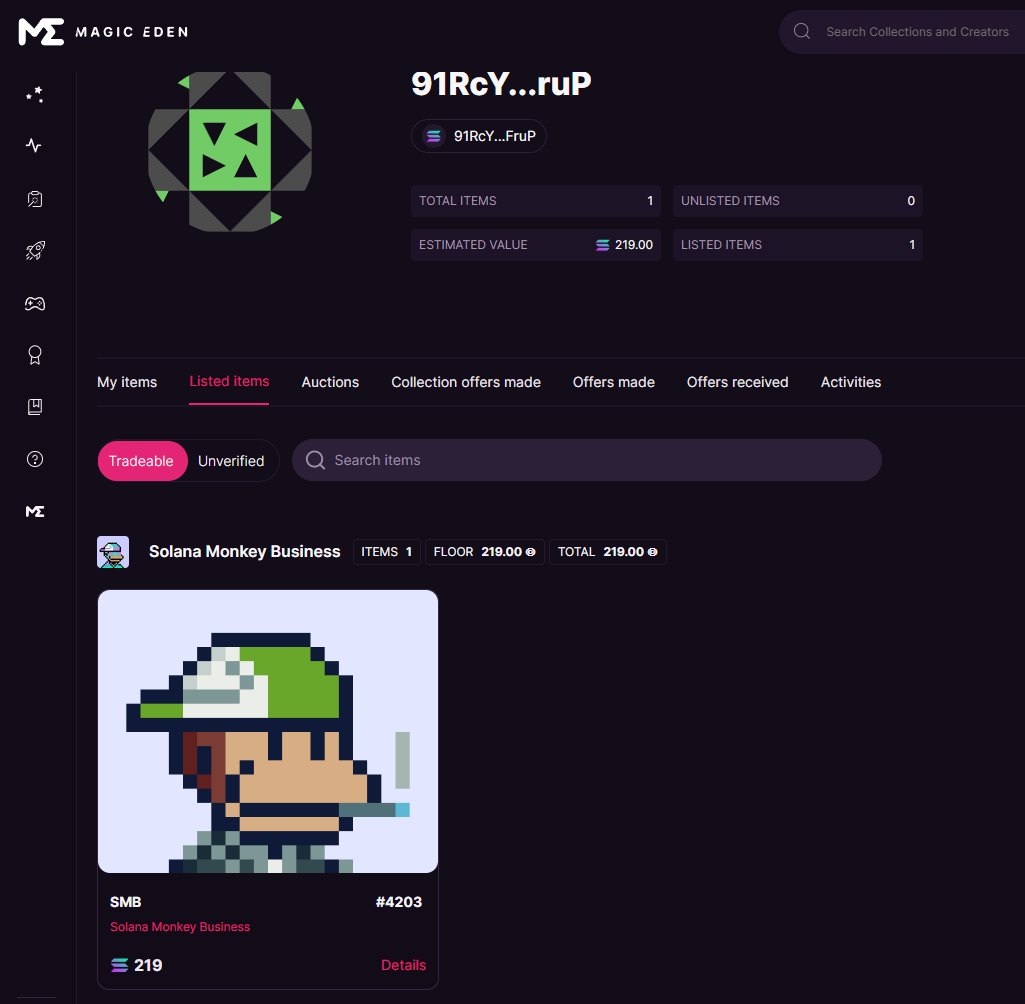 MAGIC EDEN
Search Collections and Creators
91RcY...ruP
91RcY...FruP
TOTAL ITEMS 1
UNLISTED ITEMS 0
ESTIMATED VALUE 219.00
LISTED ITEMS 1
My items Listed items Auctions Collection offers made Offers made Offers received Activities
Tradeable Unverified Search items
Solana Monkey Business ITEMS 1 FLOOR 219.00 TOTAL 219.00
SMB #4203
Solana Monkey Business
219 Details